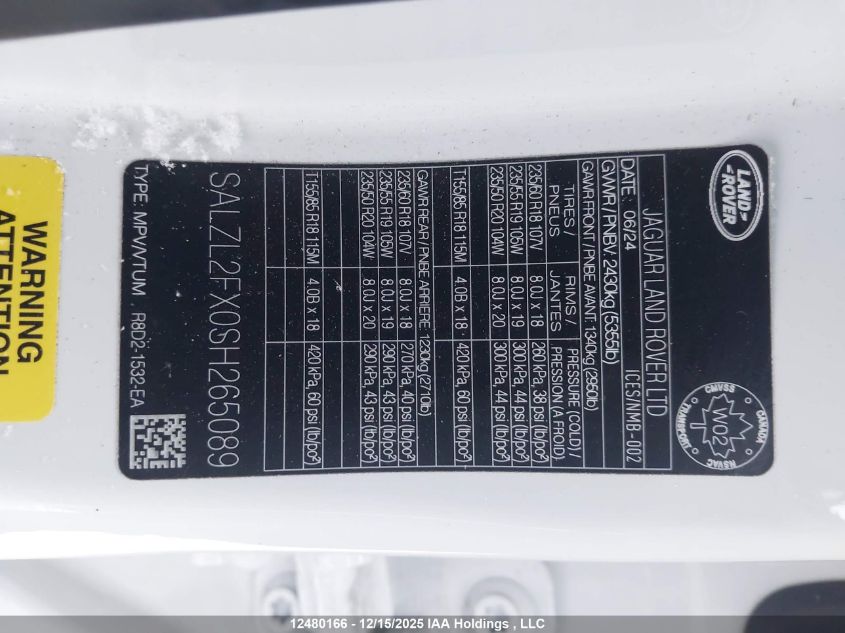 LAND-
ROVER
JAGUAR LAND ROVER LTD
DATE: 06/24 ICES/NMB-002
GWVR / PNBV: 2430kg (5355lb)
GAWR FRONT / PNBE AVANT: 1340kg (2950lb)
TIRES / RIMS / PRESSURE (COLD) /
PNEUS JANTES PRESSION (A FROID)
235/60 R18 107V 8.0J x 18 260 kPa, 38 psi (lb/po²)
235/55 R19 105W 8.0J x 19 300 kPa, 44 psi (lb/po²)
235/50 R20 104W 8.0J x 20 300 kPa, 44 psi (lb/po²)
T155/85 R18 115M 4.0B x 18 420 kPa, 60 psi (lb/po²)
GAWR REAR / PNBE ARRIERE: 1230kg (2710lb)
235/60 R18 107V 8.0J x 18 270 kPa, 40 psi (lb/po²)
235/55 R19 105W 8.0J x 19 290 kPa, 43 psi (lb/po²)
235/50 R20 104W 8.0J x 20 290 kPa, 43 psi (lb/po²)
T155/85 R18 115M 4.0B x 18 420 kPa, 60 psi (lb/po²)
SALZL2FX0SH265089
TYPE: MPV/VTUM R8D2-1532-EA
CMVSS
CANADA
W02
TRANSPORT
NSVAC
WARNING
ATTENTION
12480166 - 12/15/2025 IAA Holdings , LLC